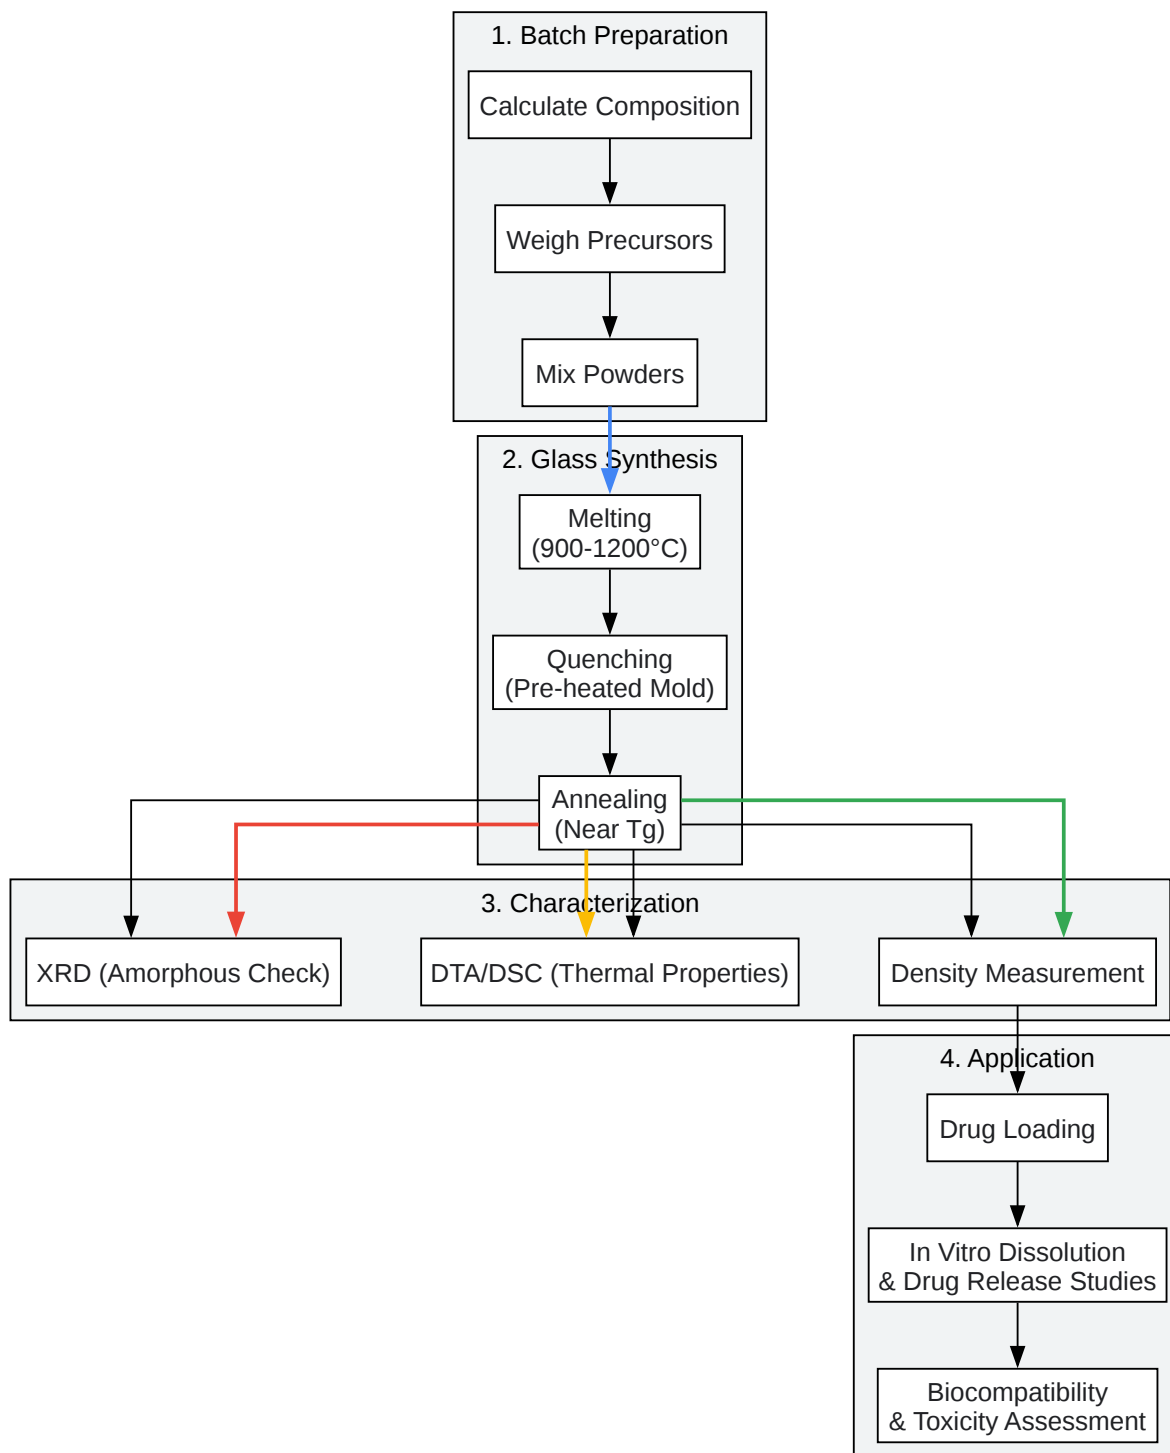 1. Batch Preparation
Calculate Composition
Weigh Precursors
Mix Powders
2. Glass Synthesis
Melting
(900-1200°C)
Quenching
(Pre-heated Mold)
Annealing
(Near Tg)
3. Characterization
XRD (Amorphous Check)
DTA/DSC (Thermal Properties)
Density Measurement
4. Application
Drug Loading
In Vitro Dissolution
& Drug Release Studies
Biocompatibility
& Toxicity Assessment